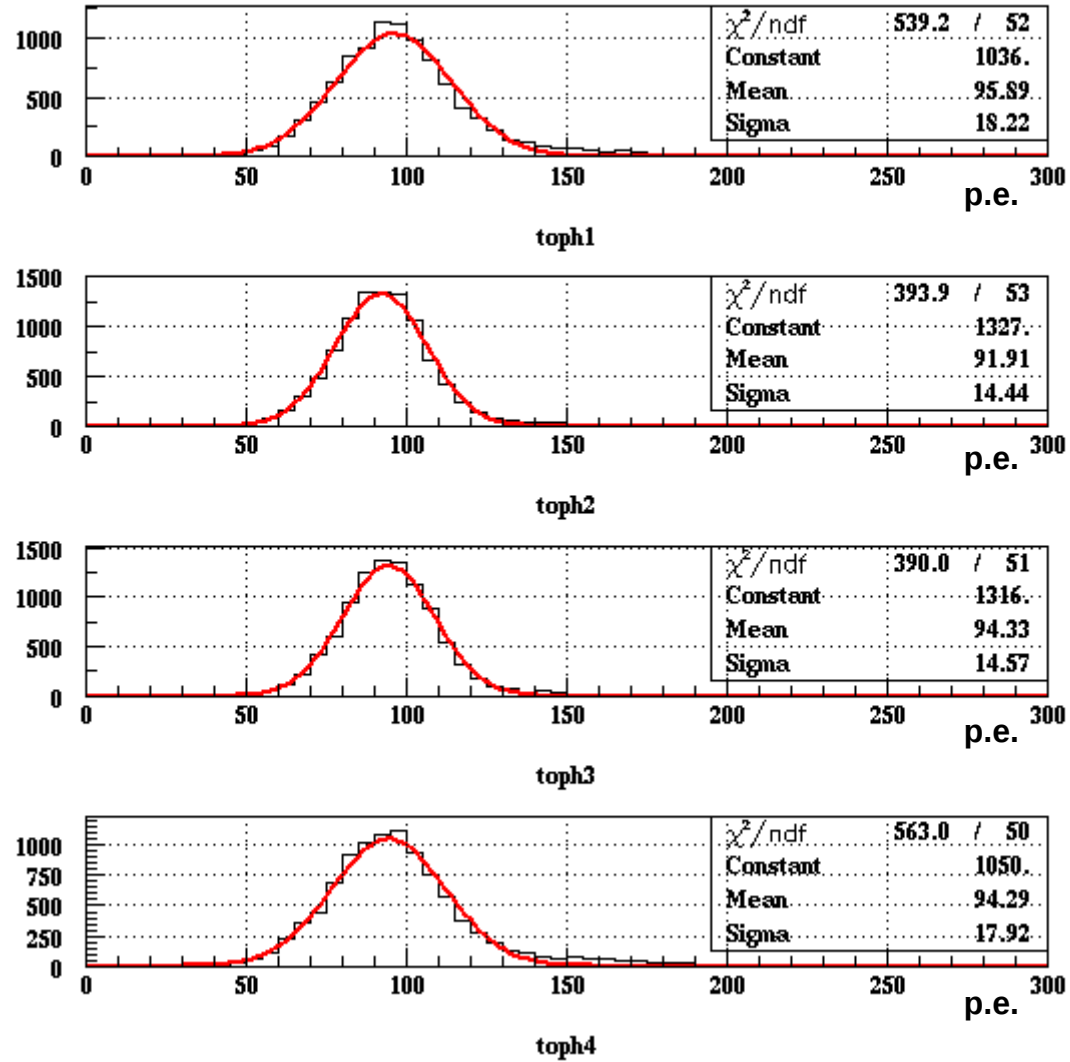 1000
500
0
χ²/ndf 539.2 / 52
Constant 1036.
Mean 95.89
Sigma 18.22
0 50 100 150 200 250 300
p.e.
toph1
1500
1000
500
0
χ²/ndf 393.9 / 53
Constant 1327.
Mean 91.91
Sigma 14.44
0 50 100 150 200 250 300
p.e.
toph2
1500
1000
500
0
χ²/ndf 390.0 / 51
Constant 1316.
Mean 94.33
Sigma 14.57
0 50 100 150 200 250 300
p.e.
toph3
1000
750
500
250
0
χ²/ndf 563.0 / 50
Constant 1050.
Mean 94.29
Sigma 17.92
0 50 100 150 200 250 300
p.e.
toph4